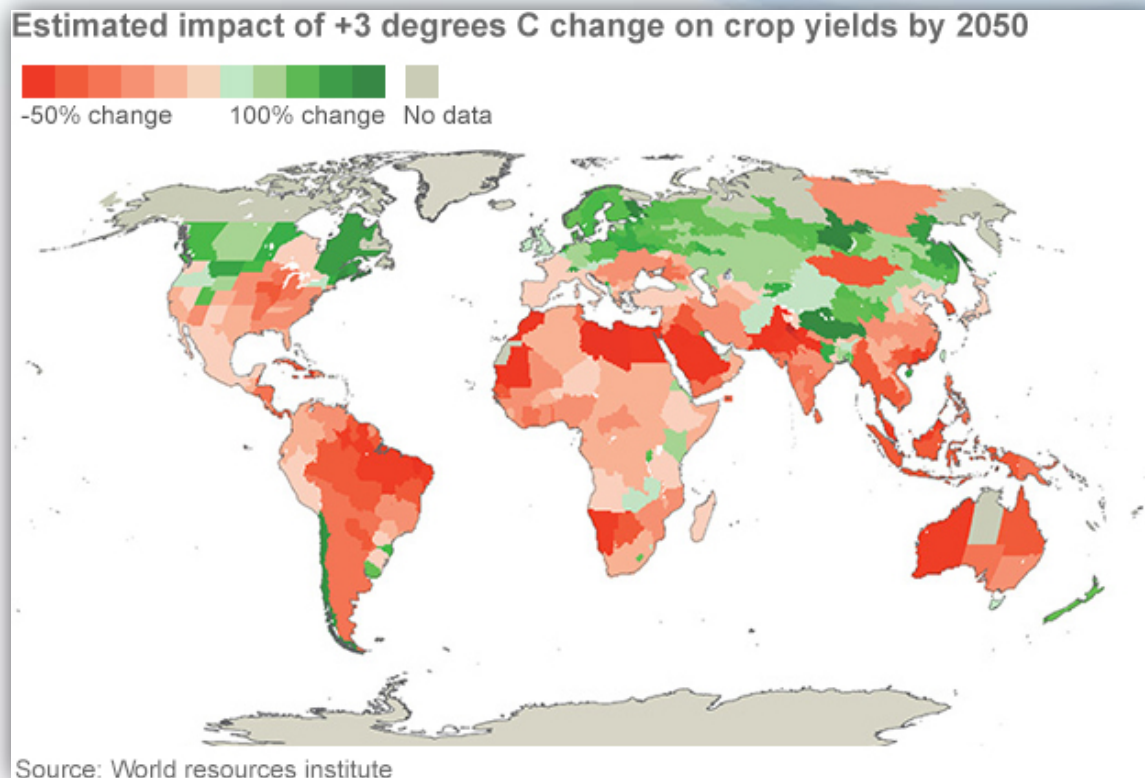 Estimated impact of +3 degrees C change on crop yields by 2050
-50% change 100% change No data
Source: World resources institute